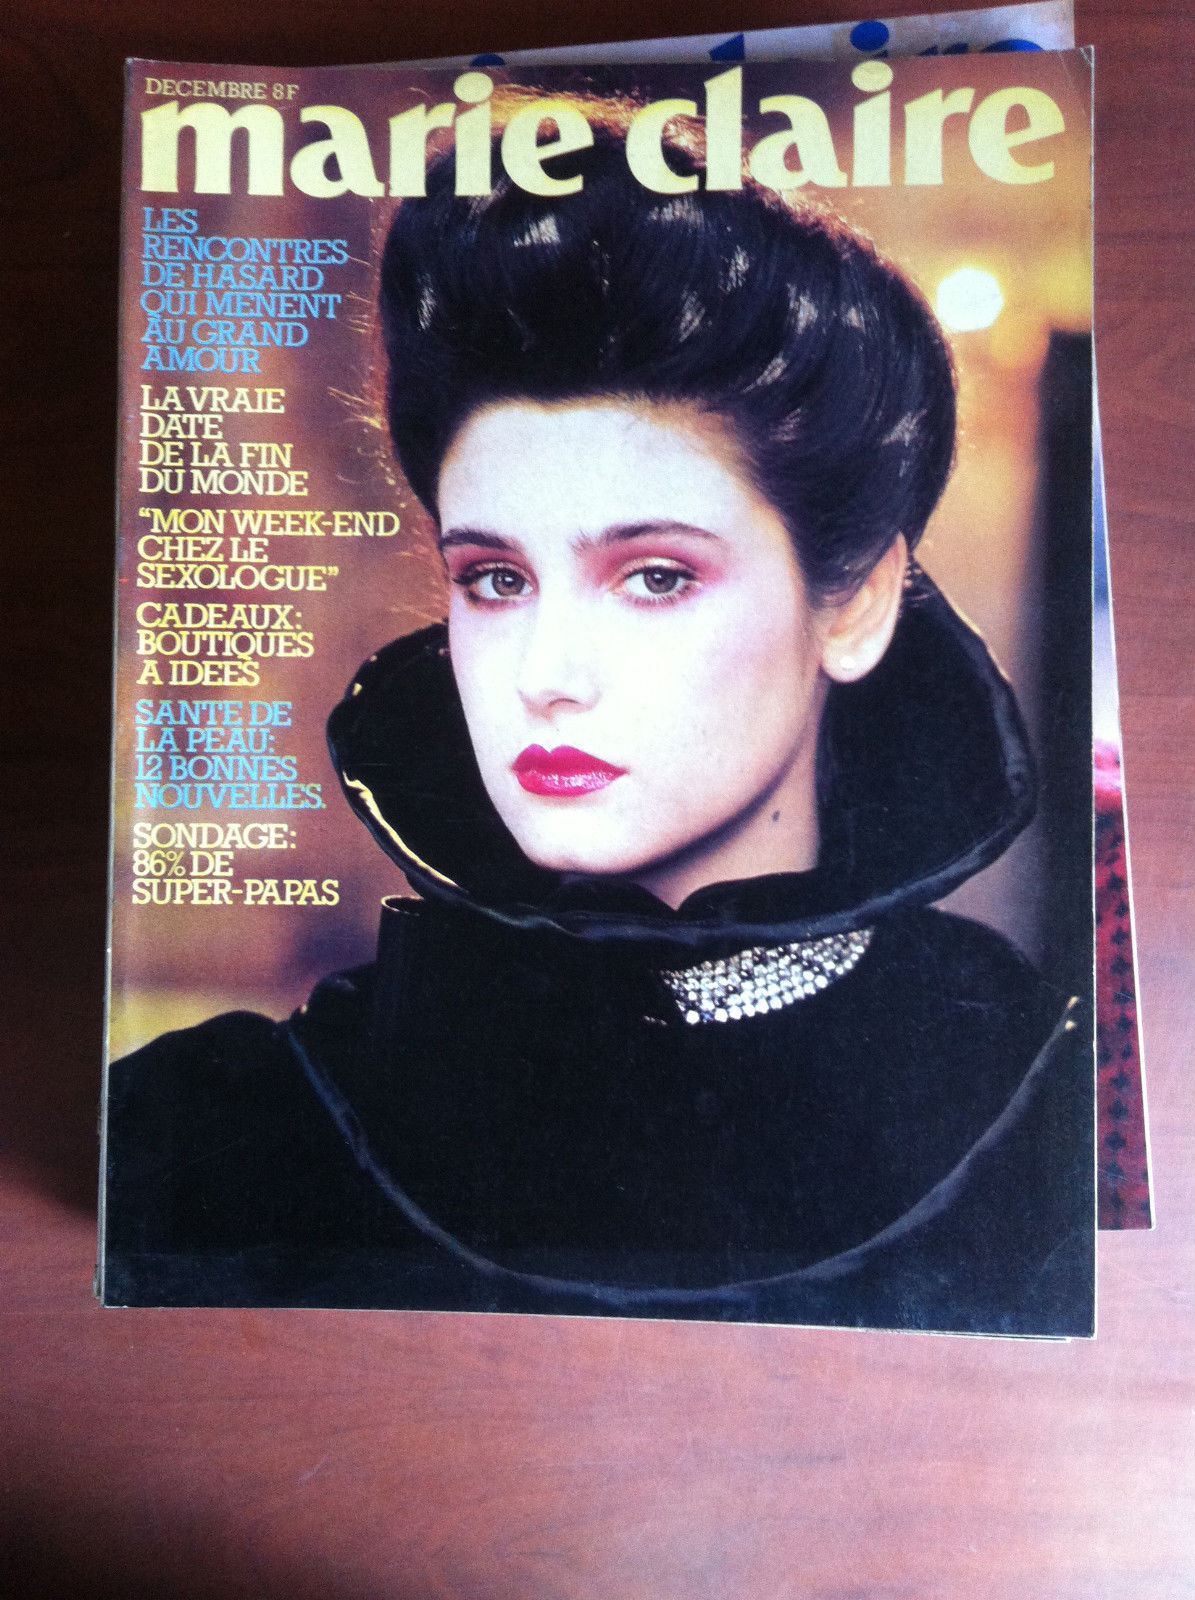 DECEMBRE 8F
marie claire
LES
RENCONTRES
DE HASARD
QUI MENENT
AU GRAND
AMOUR
LA VRAIE
DATE
DE LA FIN
DU MONDE
“MON WEEK-END
CHEZ LE
SEXOLOGUE”
CADEAUX:
BOUTIQUES
A IDEES
SANTE DE
LA PEAU:
12 BONNES
NOUVELLES.
SONDAGE:
86% DE
SUPER-PAPAS